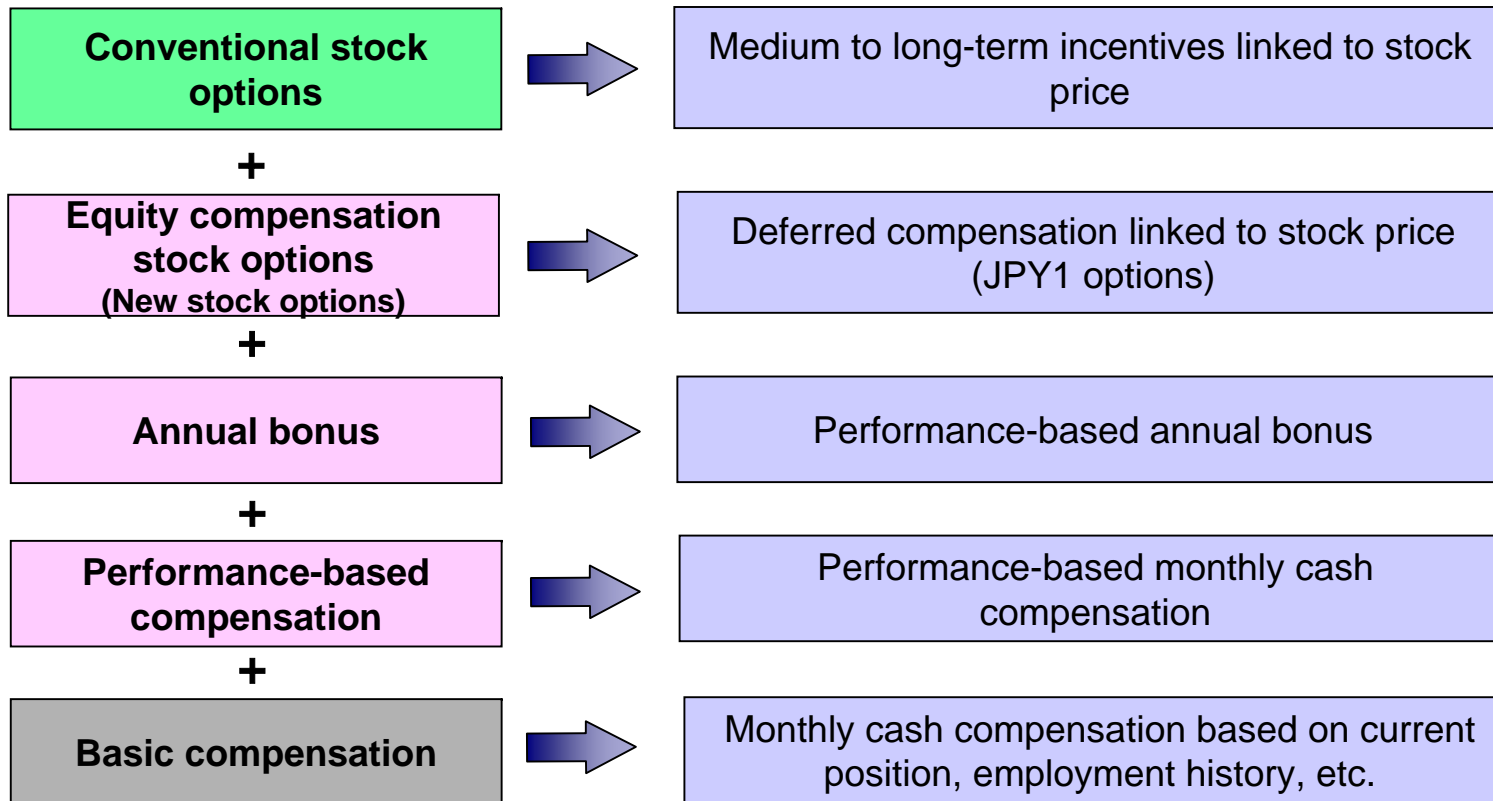 Conventional stock
options
Medium to long-term incentives linked to stock
price
+
Equity compensation
stock options
(New stock options)
Deferred compensation linked to stock price
(JPY1 options)
+
Annual bonus
Performance-based annual bonus
+
Performance-based
compensation
Performance-based monthly cash
compensation
+
Basic compensation
Monthly cash compensation based on current
position, employment history, etc.